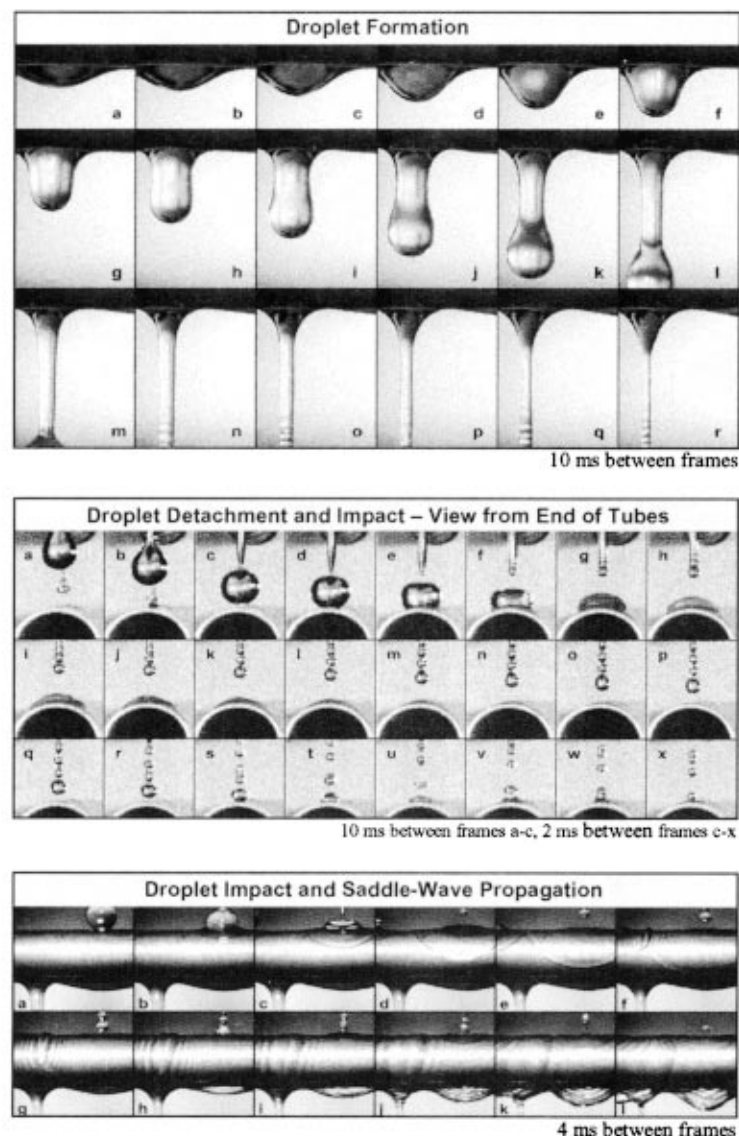 Droplet Formation
a b c d e f
g h i j k l
m n o p q r
10 ms between frames
Droplet Detachment and Impact – View from End of Tubes
a b c d e f g h
i j k l m n o p
q r s t u v w x
10 ms between frames a-c, 2 ms between frames c-x
Droplet Impact and Saddle-Wave Propagation
a b c d e f
g h i j k l
4 ms between frames